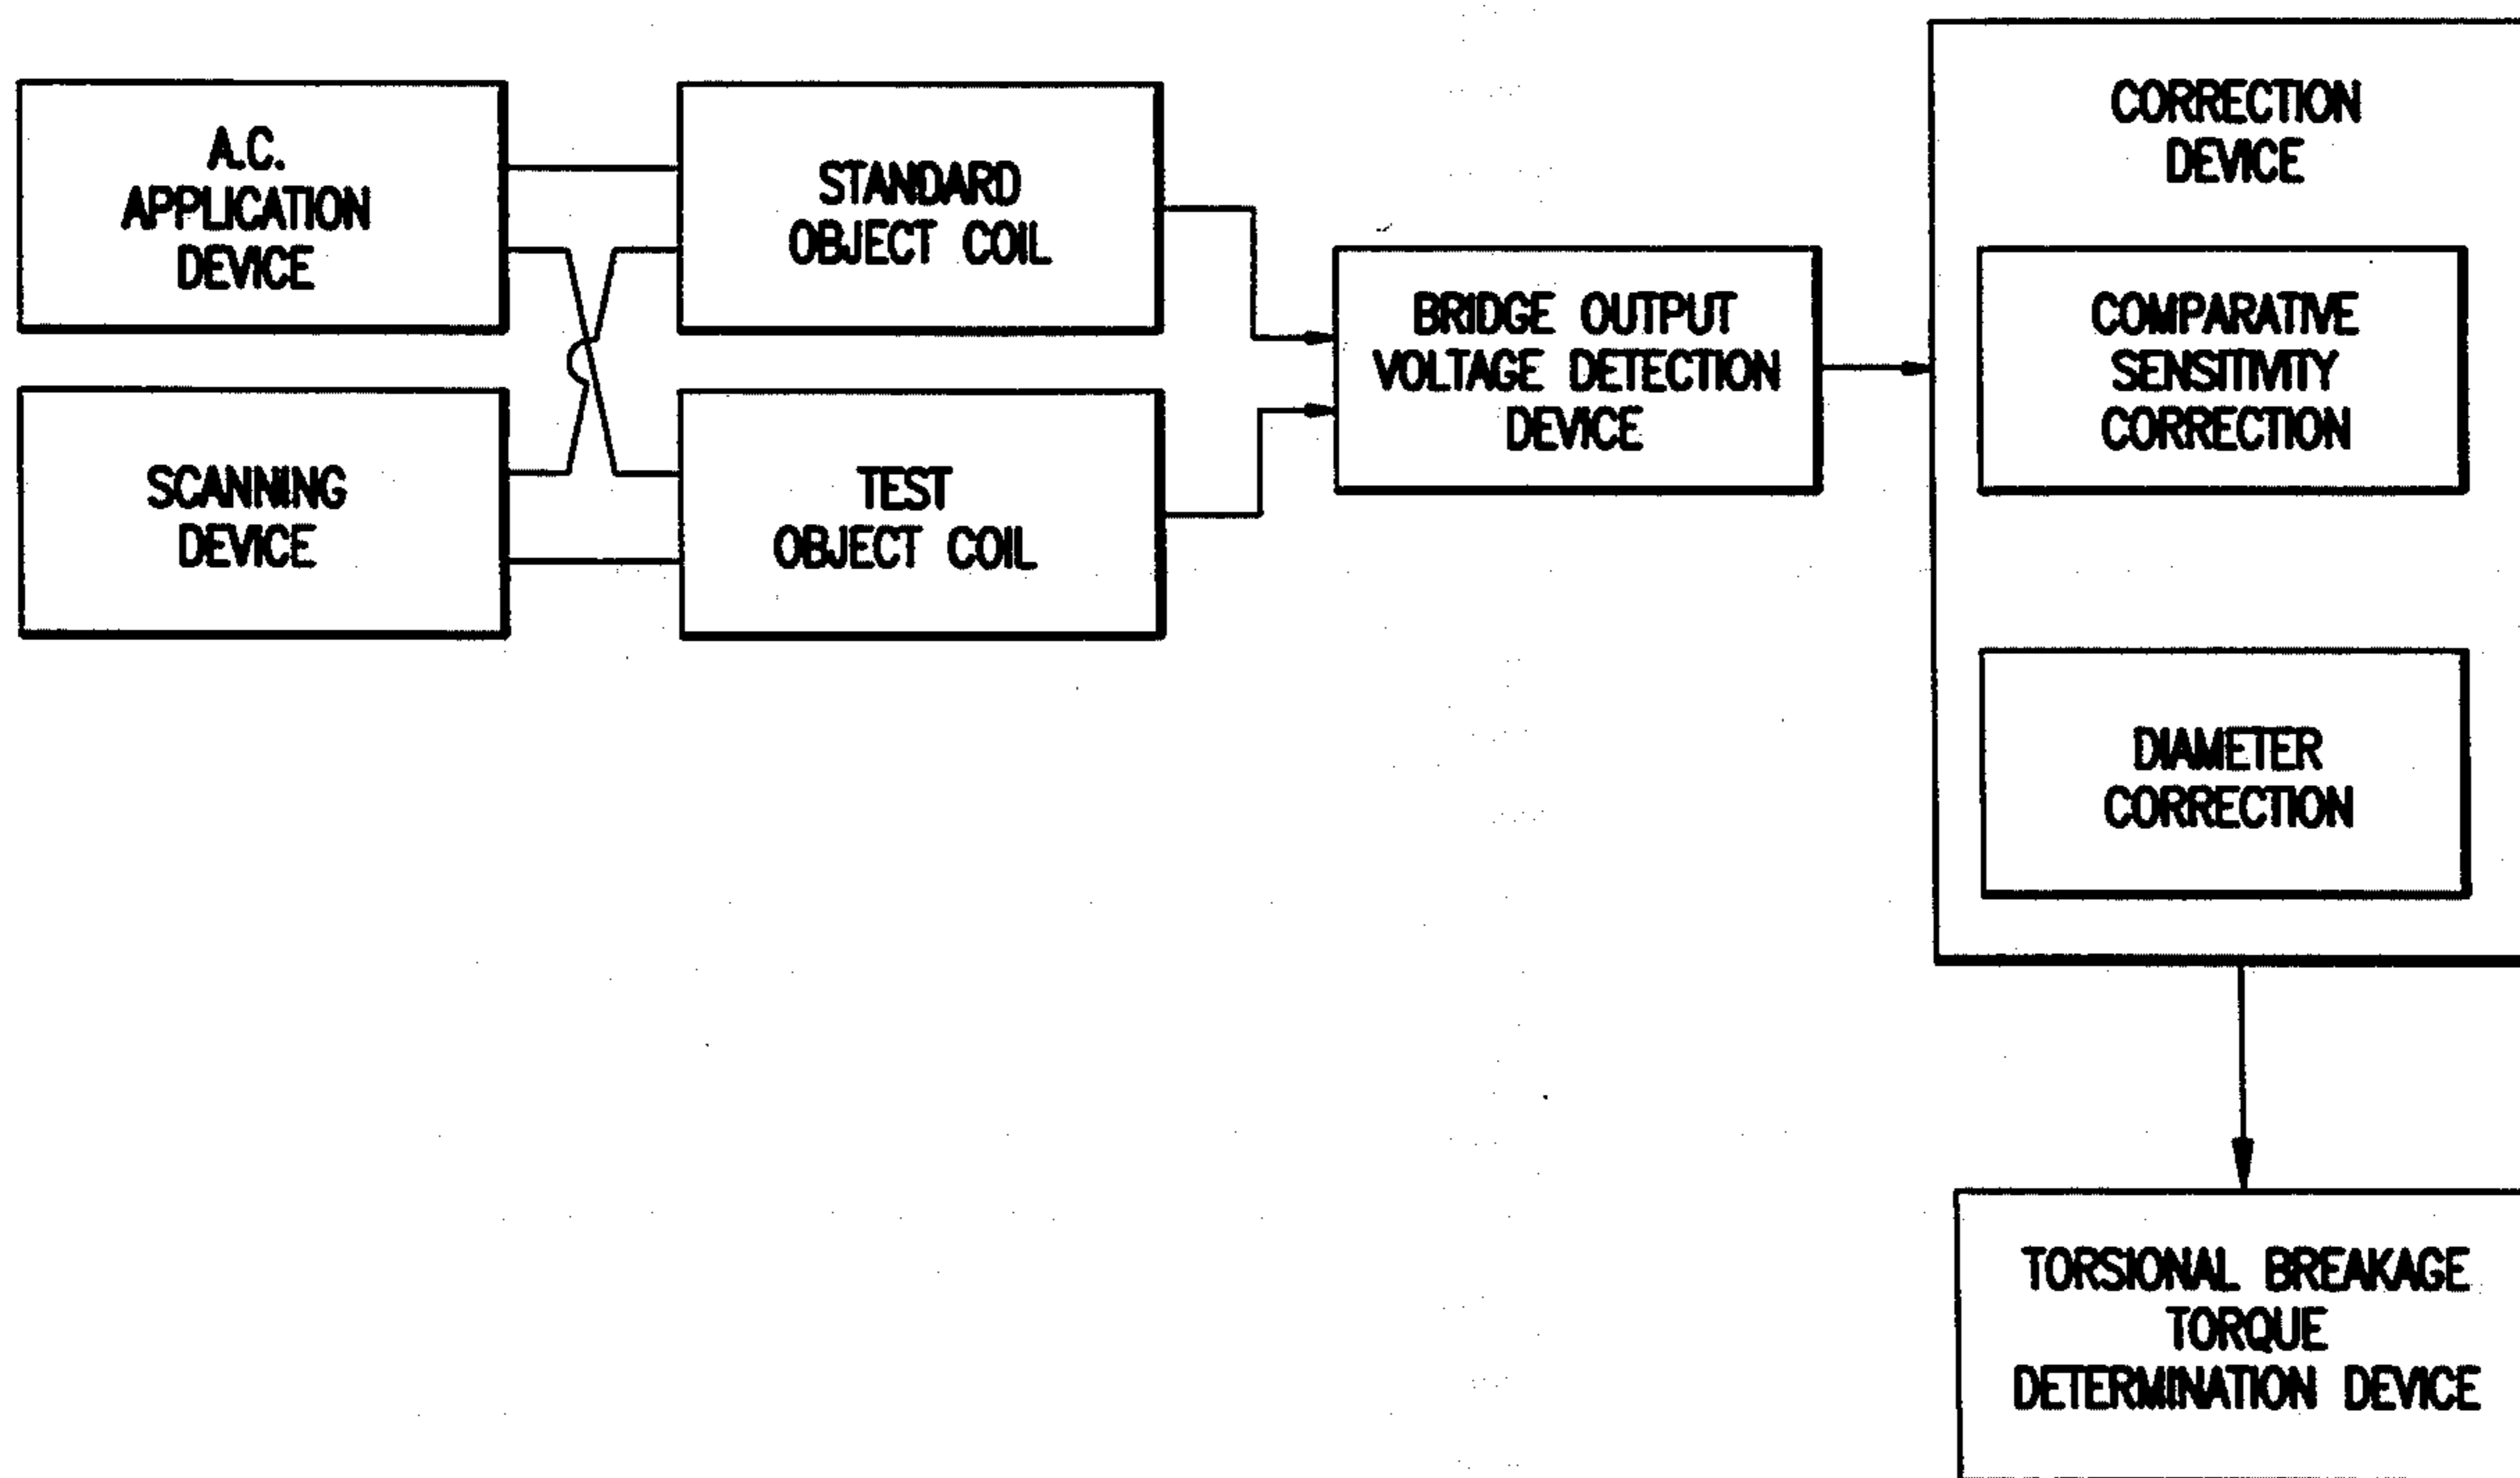 A.C.
APPLICATION
DEVICE
STANDARD
OBJECT COIL
SCANNING
DEVICE
TEST
OBJECT COIL
BRIDGE OUTPUT
VOLTAGE DETECTION
DEVICE
CORRECTION
DEVICE
COMPARATIVE
SENSITIVITY
CORRECTION
DIAMETER
CORRECTION
TORSIONAL BREAKAGE
TORQUE
DETERMINATION DEVICE